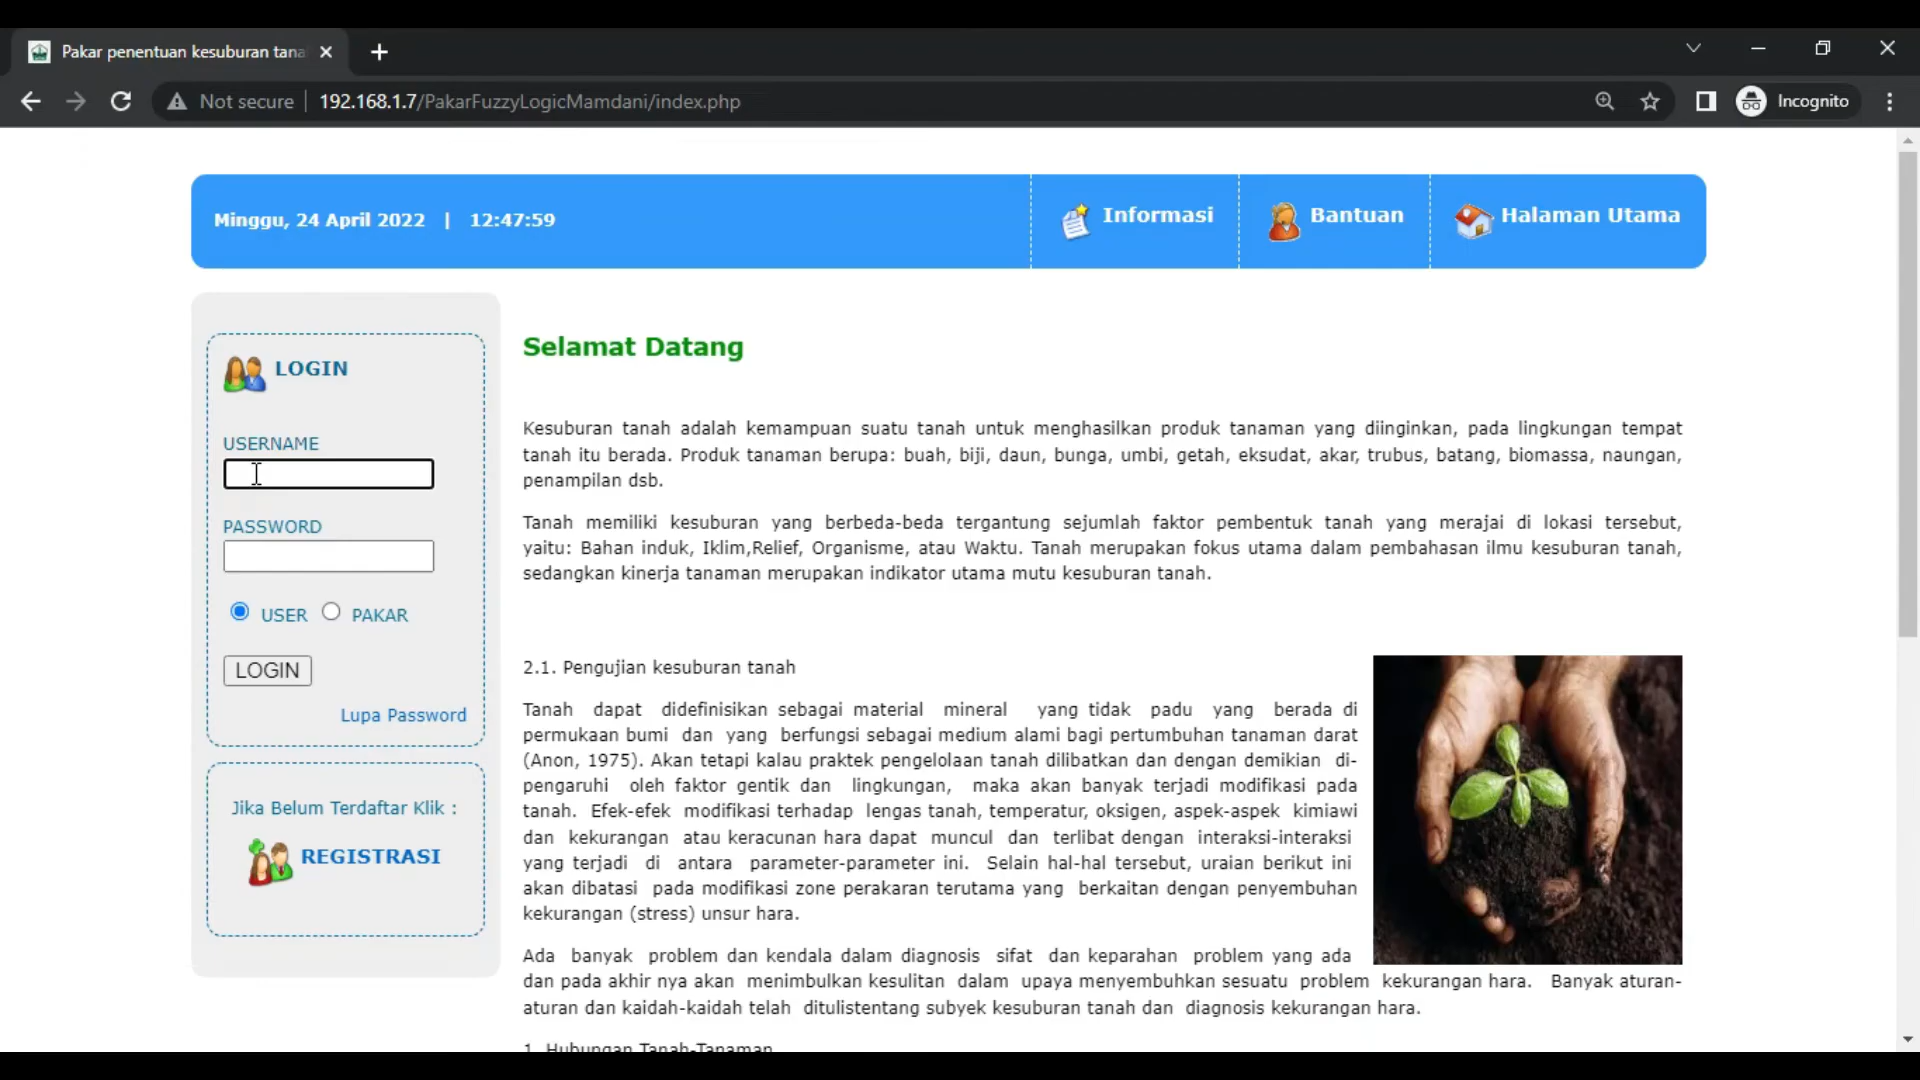 Pakar penentuan kesuburan tana
Not secure
192.168.1.7/PakarFuzzyLogicMamdani/index.php
Incognito
Minggu, 24 April 2022 | 12:47:59
Informasi
Bantuan
Halaman Utama
LOGIN
USERNAME
PASSWORD
USER
PAKAR
LOGIN
Lupa Password
Jika Belum Terdaftar Klik :
REGISTRASI
Selamat Datang
Kesuburan tanah adalah kemampuan suatu tanah untuk menghasilkan produk tanaman yang diinginkan, pada lingkungan tempat
tanah itu berada. Produk tanaman berupa: buah, biji, daun, bunga, umbi, getah, eksudat, akar, trubus, batang, biomassa, naungan,
penampilan dsb.
Tanah memiliki kesuburan yang berbeda-beda tergantung sejumlah faktor pembentuk tanah yang merajai di lokasi tersebut,
yaitu: Bahan induk, Iklim,Relief, Organisme, atau Waktu. Tanah merupakan fokus utama dalam pembahasan ilmu kesuburan tanah,
sedangkan kinerja tanaman merupakan indikator utama mutu kesuburan tanah.
2.1. Pengujian kesuburan tanah
Tanah dapat didefinisikan sebagai material mineral yang tidak padu yang berada di
permukaan bumi dan yang berfungsi sebagai medium alami bagi pertumbuhan tanaman darat
(Anon, 1975). Akan tetapi kalau praktek pengelolaan tanah dilibatkan dan dengan demikian di-
pengaruhi oleh faktor gentik dan lingkungan, maka akan banyak terjadi modifikasi pada
tanah. Efek-efek modifikasi terhadap lengas tanah, temperatur, oksigen, aspek-aspek kimiawi
dan kekurangan atau keracunan hara dapat muncul dan terlibat dengan interaksi-interaksi
yang terjadi di antara parameter-parameter ini. Selain hal-hal tersebut, uraian berikut ini
akan dibatasi pada modifikasi zone perakaran terutama yang berkaitan dengan penyembuhan
kekurangan (stress) unsur hara.
Ada banyak problem dan kendala dalam diagnosis sifat dan keparahan problem yang ada
dan pada akhir nya akan menimbulkan kesulitan dalam upaya menyembuhkan sesuatu problem kekurangan hara. Banyak aturan-
aturan dan kaidah-kaidah telah ditulistentang subyek kesuburan tanah dan diagnosis kekurangan hara.
1. Hubungan Tanah-Tanaman